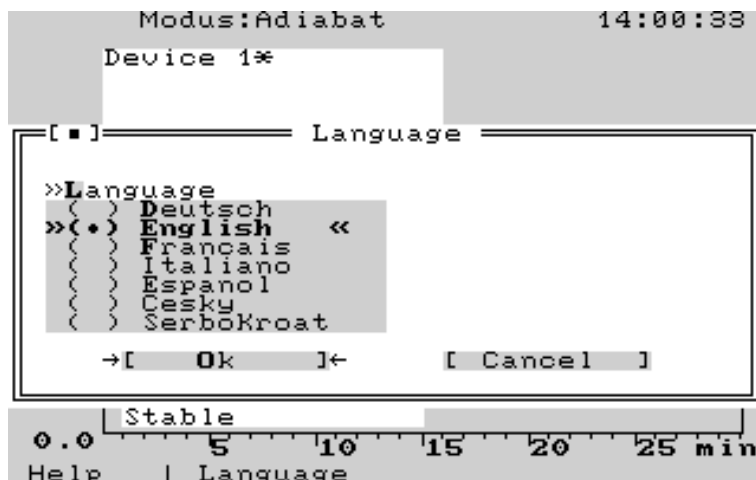 Modus:Adiabat 14:00:33
Device 1*
[■] Language
»Language
( ) Deutsch
»(•) English «
( ) Francais
( ) Italiano
( ) Espanol
( ) Cesky
( ) SerboKroat
→[ Ok ]← [ Cancel ]
Stable
0.0 5 10 15 20 25 min
Help | Language